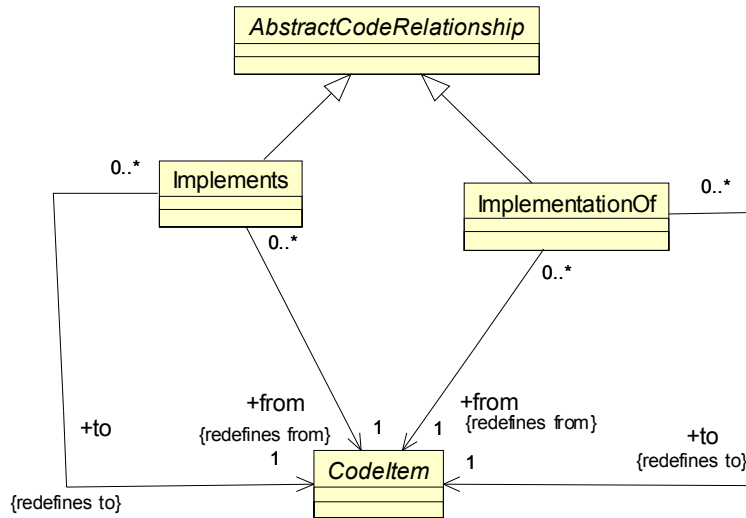 AbstractCodeRelationship
0..*
Implements
0..*
ImplementationOf
0..*
0..*
+from
{redefines from}
1
+from
{redefines from}
1
+to
1
{redefines to}
+to
{redefines to}
1
CodeItem